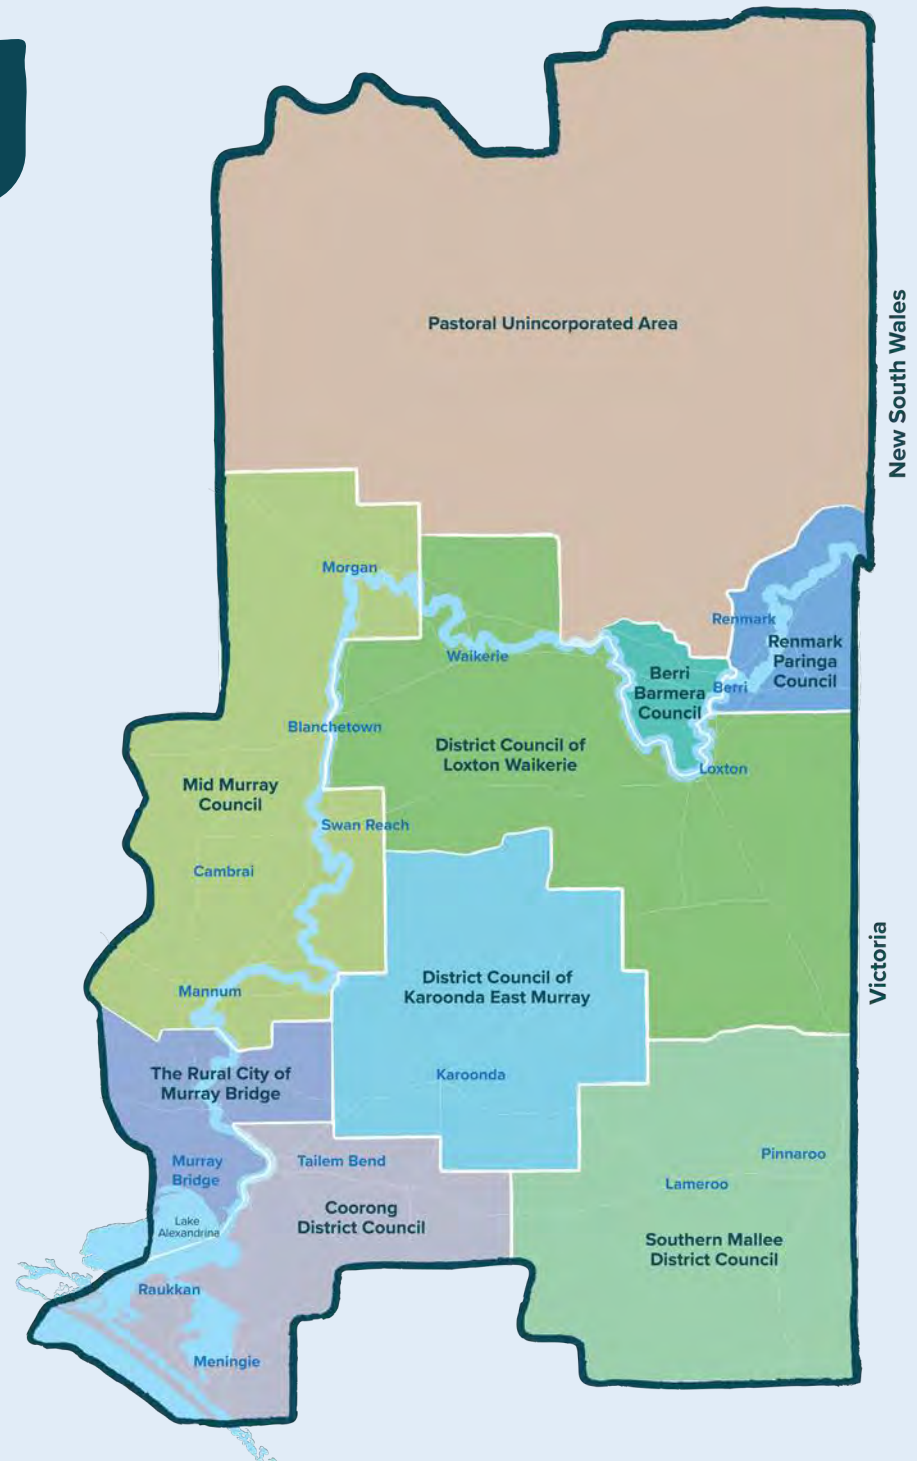 Pastoral Unincorporated Area
New South Wales
Morgan
Renmark
Renmark
Paringa
Council
Waikerie
Berri
Barmera
Council
Berri
Blanchetown
District Council of
Loxton Waikerie
Loxton
Mid Murray
Council
Swan Reach
Cambrai
Victoria
District Council of
Karoonda East Murray
Mannum
The Rural City of
Murray Bridge
Karoonda
Murray
Bridge
Tailem Bend
Pinnaroo
Lameroo
Coorong
District Council
Lake
Alexandrina
Southern Mallee
District Council
Raukkan
Meningie